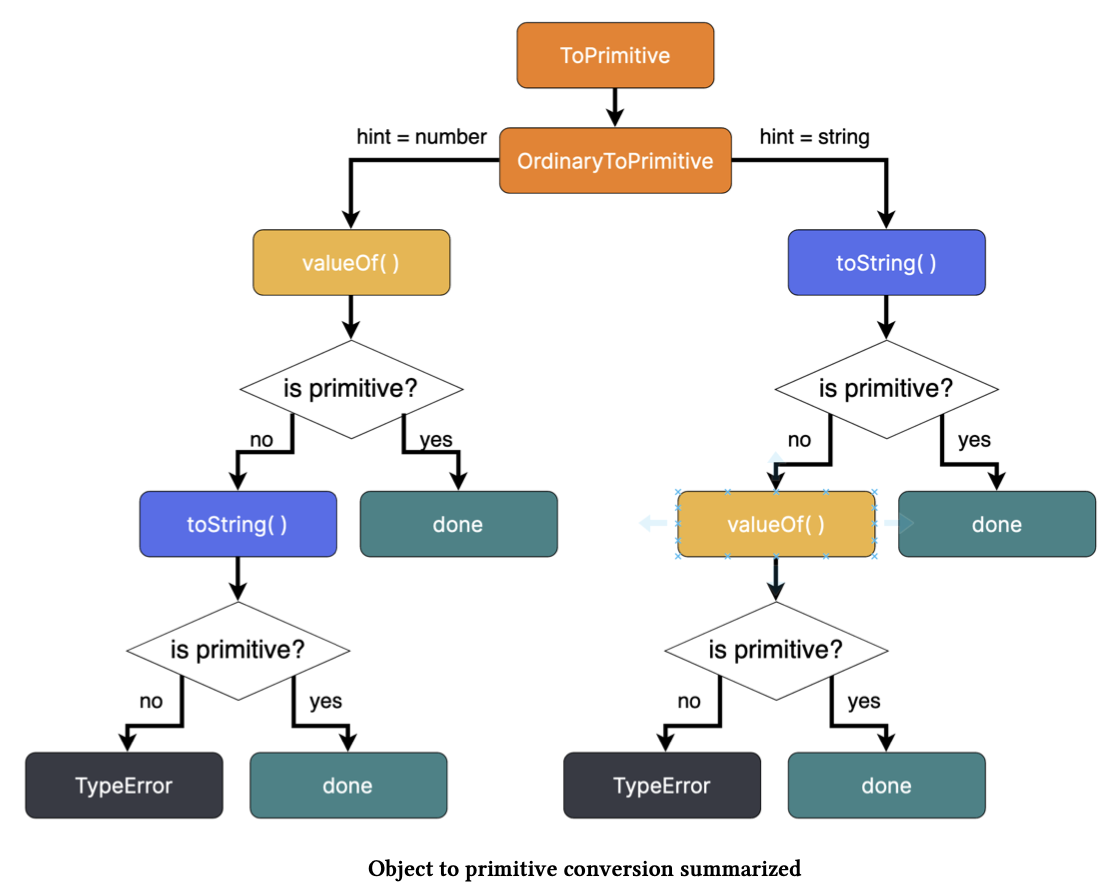 ToPrimitive
hint = number
OrdinaryToPrimitive
hint = string
valueOf( )
toString( )
is primitive?
is primitive?
no
yes
no
yes
toString( )
done
valueOf( )
done
is primitive?
is primitive?
no
yes
no
yes
TypeError
done
TypeError
done
Object to primitive conversion summarized